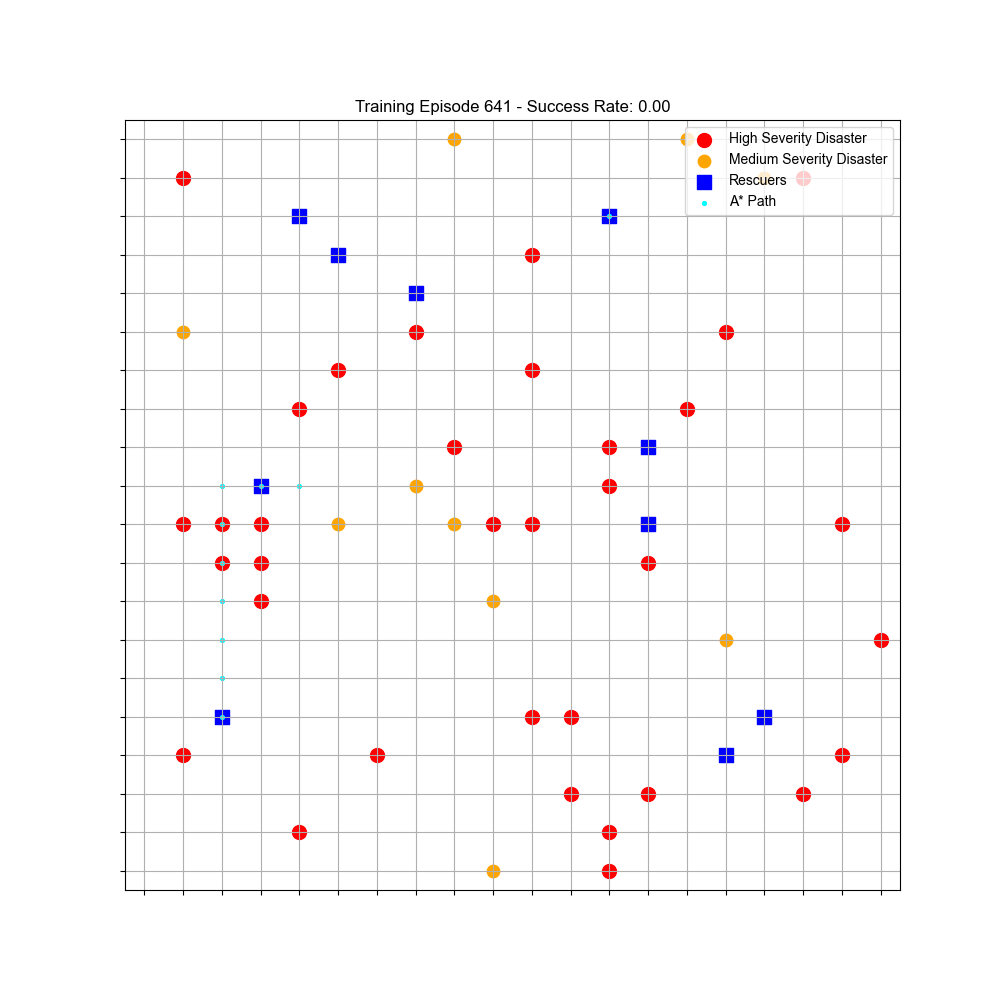 Training Episode 641 - Success Rate: 0.00
High Severity Disaster
Medium Severity Disaster
Rescuers
A* Path